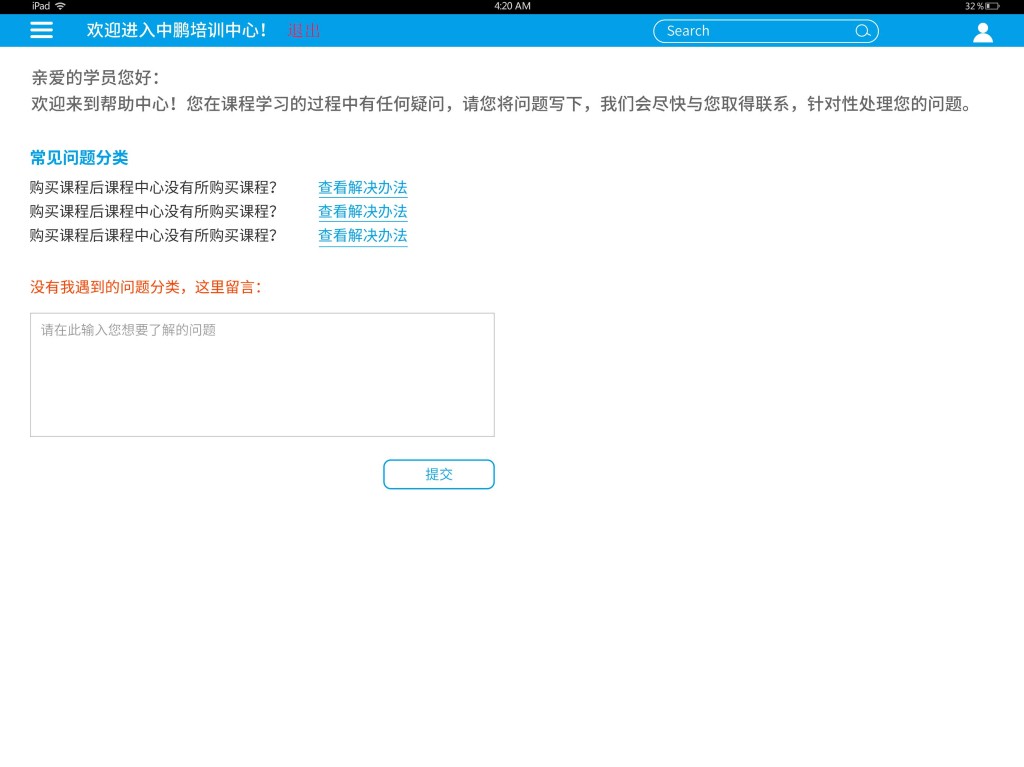 iPad 4:20 AM 32%
欢迎进入中鹏培训中心! 退出 Search
亲爱的学员您好：
欢迎来到帮助中心！您在课程学习的过程中有任何疑问，请您将问题写下，我们会尽快与您取得联系，针对性处理您的问题。
常见问题分类
购买课程后课程中心没有所购买课程？ 查看解决办法
购买课程后课程中心没有所购买课程？ 查看解决办法
购买课程后课程中心没有所购买课程？ 查看解决办法
没有我遇到的问题分类，这里留言：
请在此输入您想要了解的问题
提交